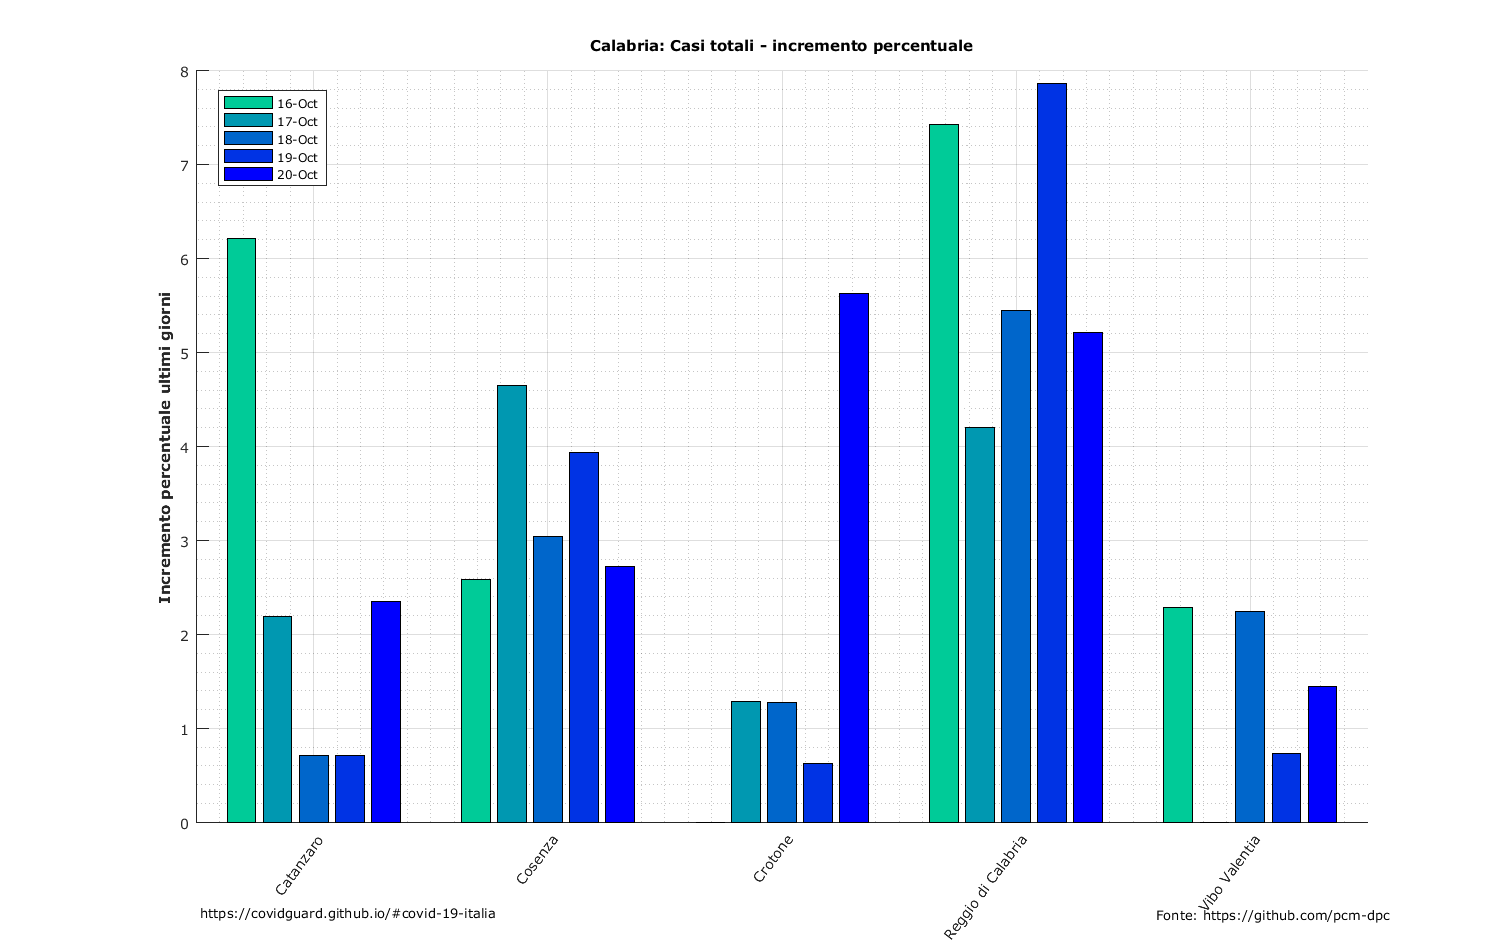 Calabria: Casi totali - incremento percentuale
8
7
6
5
4
3
2
1
0
Incremento percentuale ultimi giorni
16-Oct
17-Oct
18-Oct
19-Oct
20-Oct
Catanzaro
Cosenza
Crotone
Reggio di Calabria
Vibo Valentia
https://covidguard.github.io/#covid-19-italia
Fonte: https://github.com/pcm-dpc